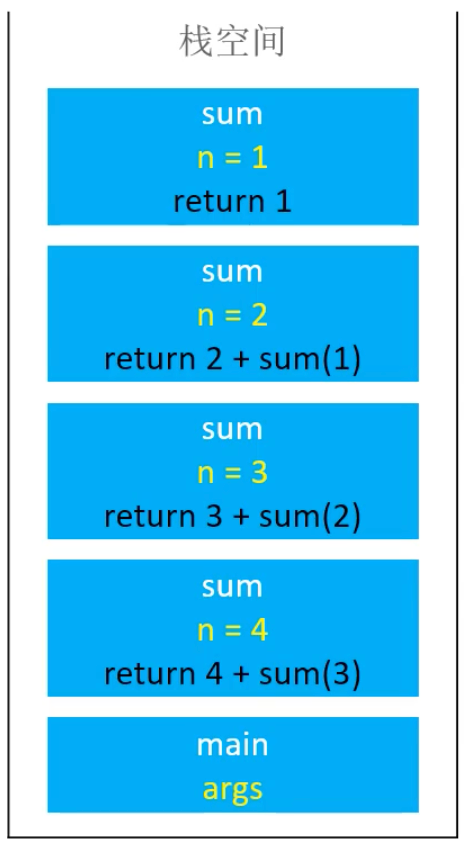 栈空间
sum
n = 1
return 1
sum
n = 2
return 2 + sum(1)
sum
n = 3
return 3 + sum(2)
sum
n = 4
return 4 + sum(3)
main
args